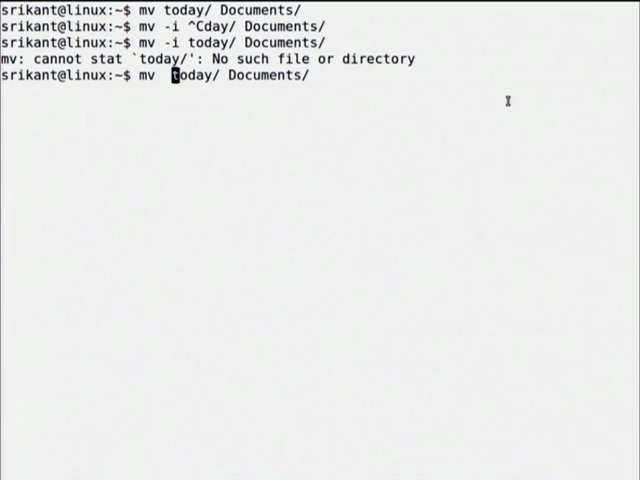 srikant@linux:~$ mv today/ Documents/
srikant@linux:~$ mv -i ^Cday/ Documents/
srikant@linux:~$ mv -i today/ Documents/
mv: cannot stat `today/': No such file or directory
srikant@linux:~$ mv  today/ Documents/